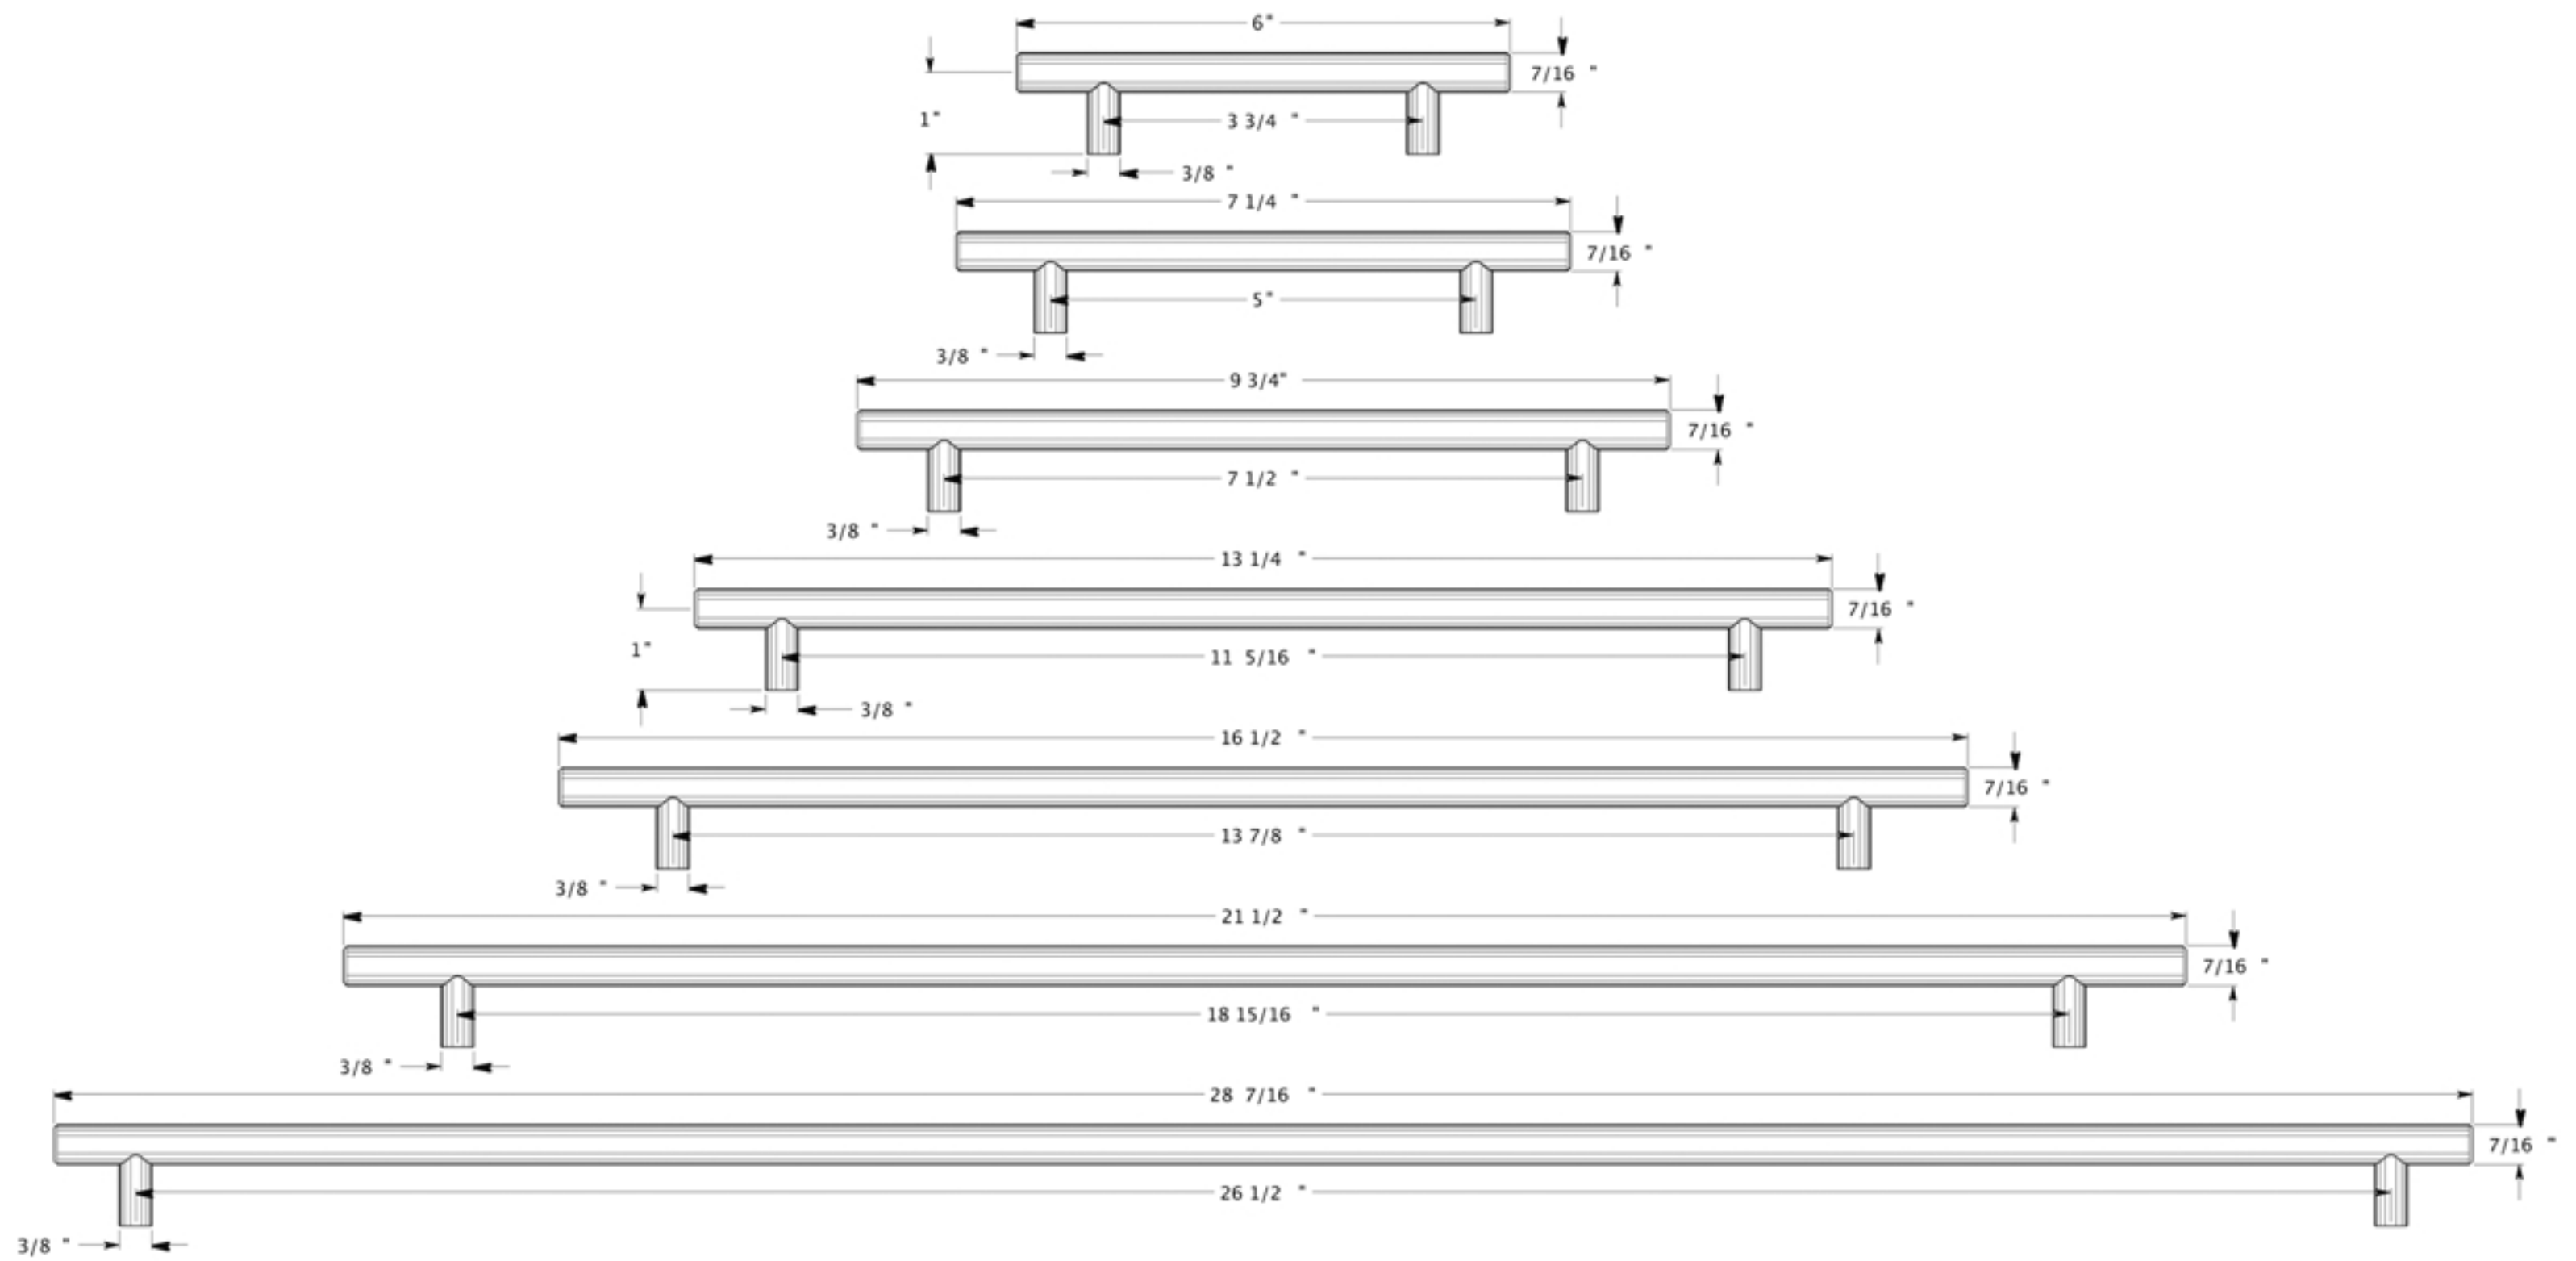 6"
7/16 "
1"
3 3/4 "
3/8 "
7 1/4 "
7/16 "
5"
3/8 "
9 3/4"
7/16 "
7 1/2 "
3/8 "
13 1/4 "
7/16 "
1"
11 5/16 "
3/8 "
16 1/2 "
7/16 "
13 7/8 "
3/8 "
21 1/2 "
7/16 "
18 15/16 "
3/8 "
28 7/16 "
7/16 "
26 1/2 "
3/8 "